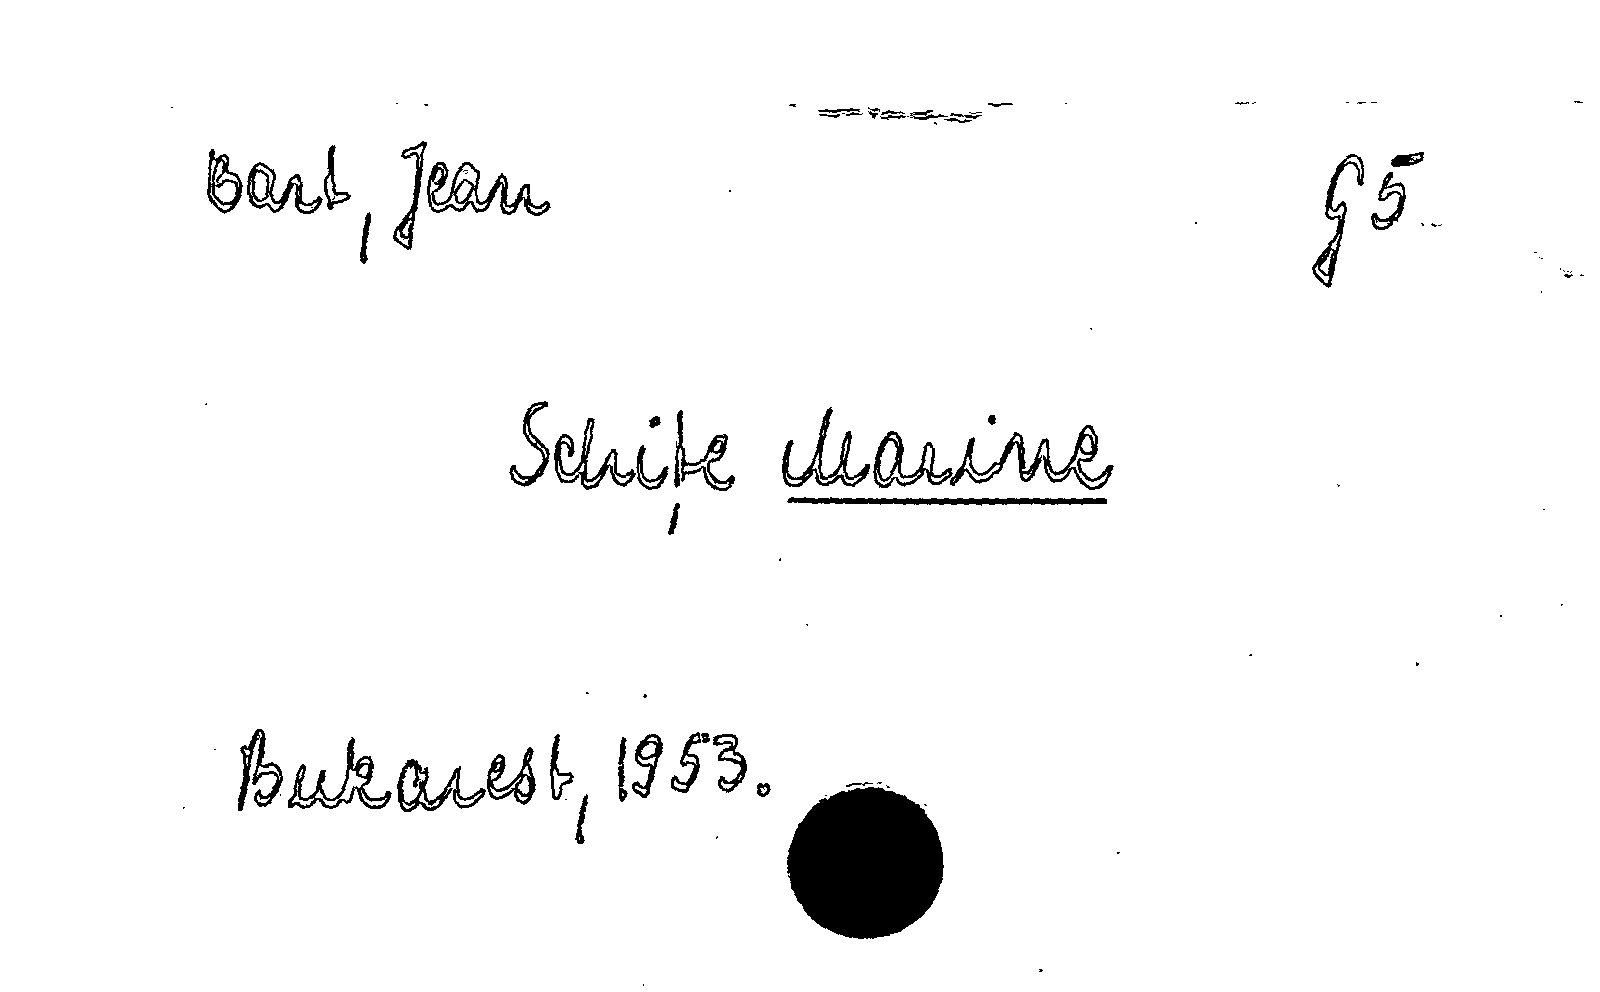 Bart, Jean G5
Schițe Marine
Bukarest, 1953.